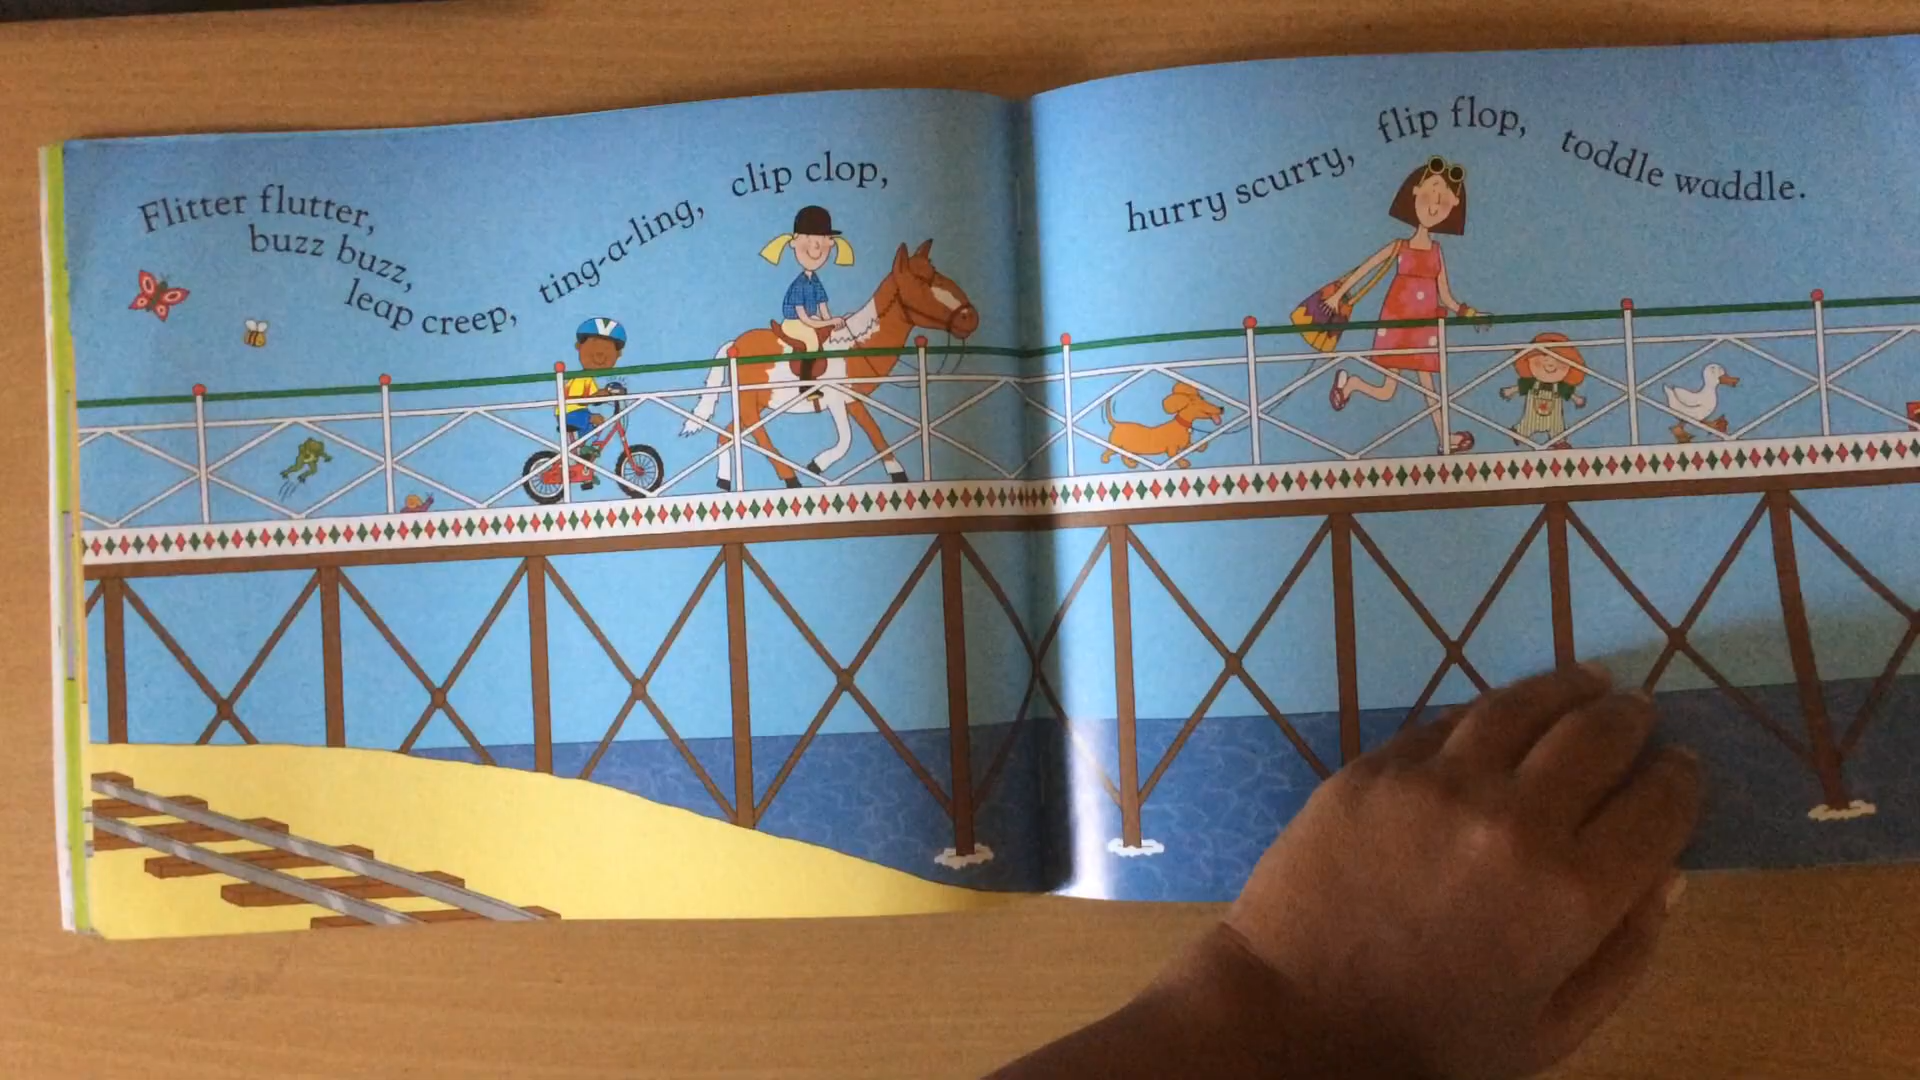 Flitter flutter,
buzz buzz,
leap creep,
ting-a-ling,
clip clop,
hurry scurry,
flip flop,
toddle waddle.
V